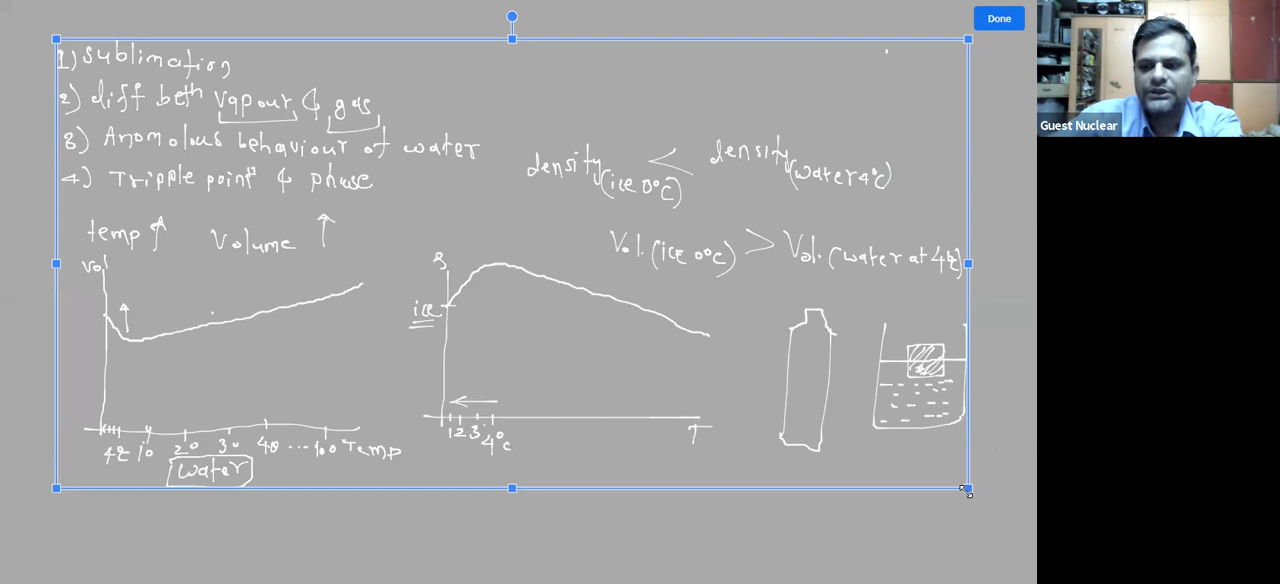 Done
Guest Nuclear
1) Sublimation
2) diff beth vapour & gas
3) Anomolous behaviour of water
4) Tripple point & phase
density (ice 0°C) < density (water 4°C)
temp ↑ Volume ↑
Vol. (ice 0°C) > Vol. (water at 4°C)
Vol
ice
4°C 10 20 30 40 ... 100 Temp
water
1 2 3 4°C
T